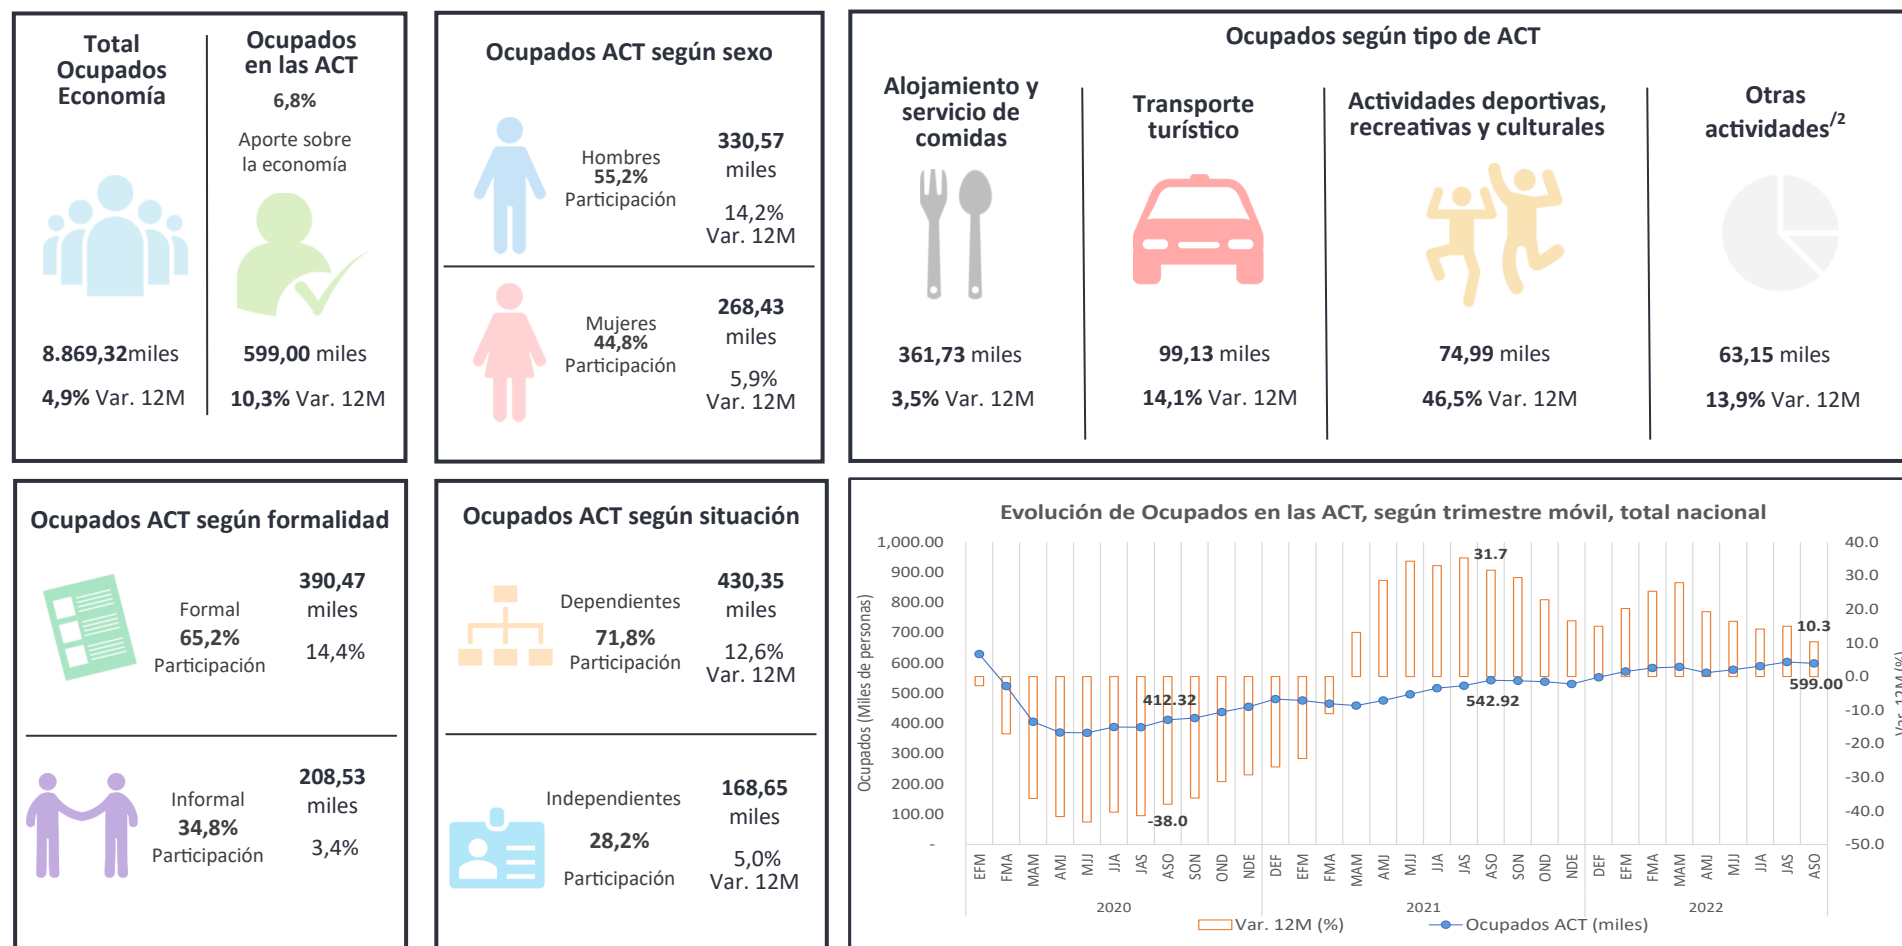 Total
Ocupados
Economía
8.869,32miles
4,9% Var. 12M
Ocupados
en las ACT
6,8%
Aporte sobre
la economía
599,00 miles
10,3% Var. 12M
Ocupados ACT según sexo
Hombres
55,2%
Participación
330,57
miles
14,2%
Var. 12M
Mujeres
44,8%
Participación
268,43
miles
5,9%
Var. 12M
Ocupados según tipo de ACT
Alojamiento y
servicio de
comidas
361,73 miles
3,5% Var. 12M
Transporte
turístico
99,13 miles
14,1% Var. 12M
Actividades deportivas,
recreativas y culturales
74,99 miles
46,5% Var. 12M
Otras
actividades/2
63,15 miles
13,9% Var. 12M
Ocupados ACT según formalidad
Formal
65,2%
Participación
390,47
miles
14,4%
Informal
34,8%
Participación
208,53
miles
3,4%
Ocupados ACT según situación
Dependientes
71,8%
Participación
430,35
miles
12,6%
Var. 12M
Independientes
28,2%
Participación
168,65
miles
5,0%
Var. 12M
Evolución de Ocupados en las ACT, según trimestre móvil, total nacional
Ocupados (Miles de personas)
1,000.00
900.00
800.00
700.00
600.00
500.00
400.00
300.00
200.00
100.00
-
412.32
-38.0
31.7
542.92
10.3
599.00
40.0
30.0
20.0
10.0
0.0
-10.0
-20.0
-30.0
-40.0
-50.0
Var. 12M (%)
EFM FMA MAM AMJ MJJ JJA JAS ASO SON OND NDE DEF EFM FMA MAM AMJ MJJ JJA JAS ASO SON OND NDE DEF EFM FMA MAM AMJ MJJ JJA JAS ASO
2020 2021 2022
Var. 12M (%) Ocupados ACT (miles)